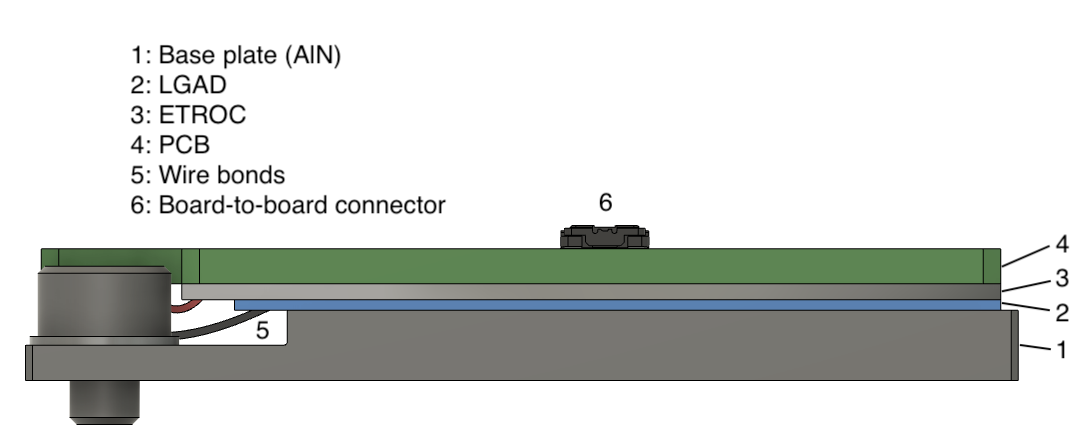 1: Base plate (AlN)
2: LGAD
3: ETROC
4: PCB
5: Wire bonds
6: Board-to-board connector
6
4
3
2
5
1